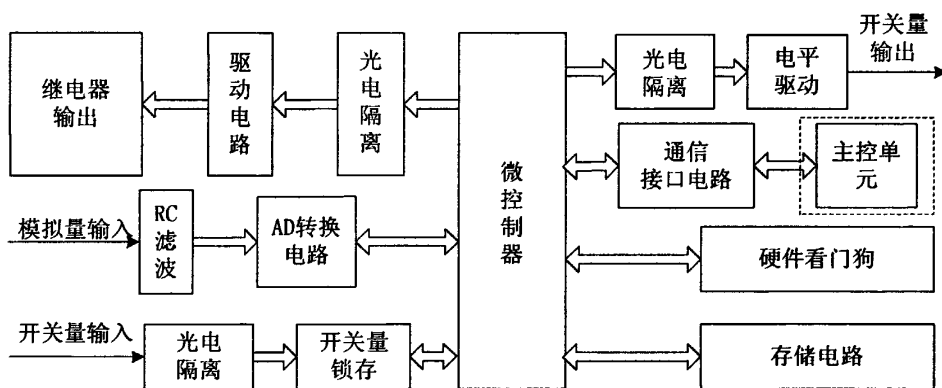 继电器
输出
驱
动
电
路
光
电
隔
离
微
控
制
器
光电
隔离
电平
驱动
开关量
输出
通信
接口电路
主控单
元
模拟量输入
RC
滤
波
AD转换
电路
硬件看门狗
开关量输入
光电
隔离
开关量
锁存
存储电路